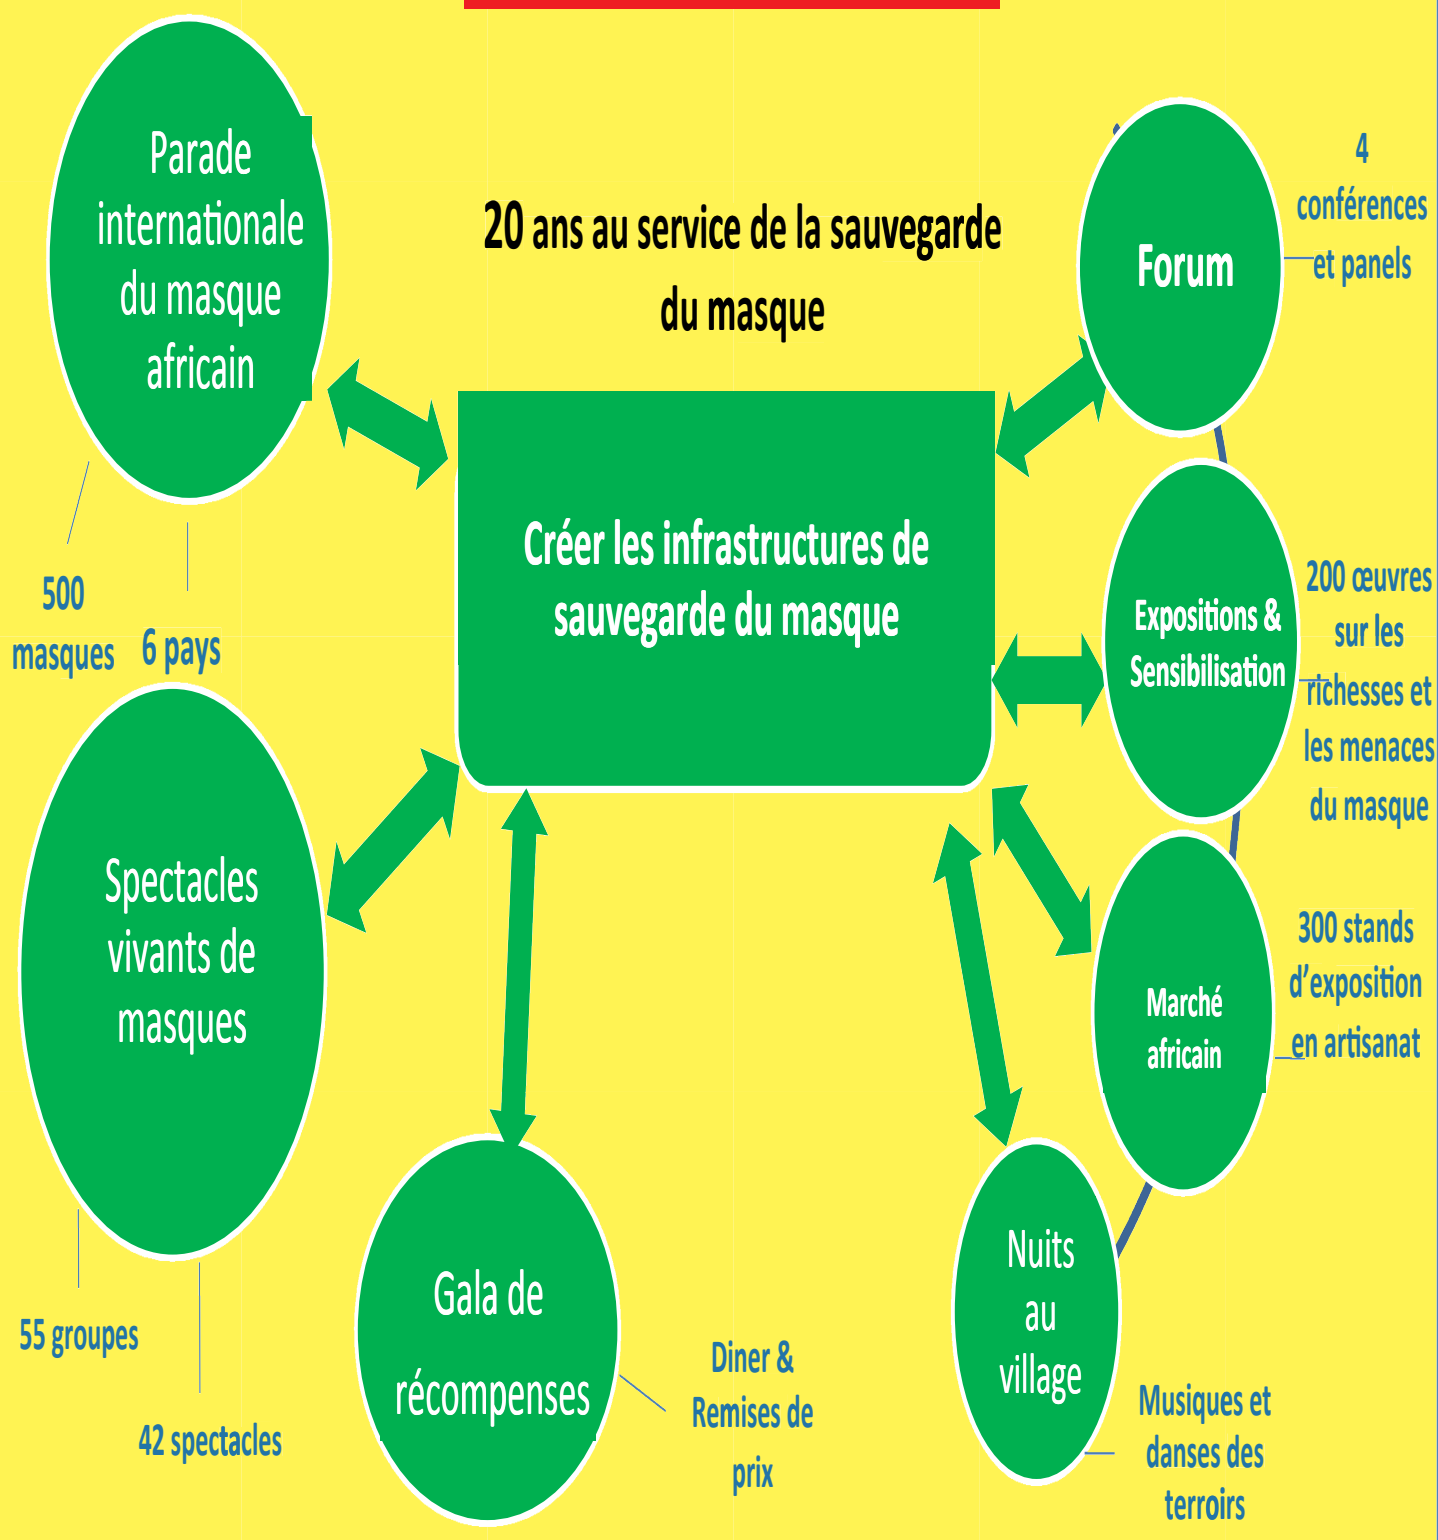 Parade
internationale
du masque
africain
500
masques
6 pays
20 ans au service de la sauvegarde
du masque
Créer les infrastructures de
sauvegarde du masque
Forum
4
conférences
et panels
Expositions &
Sensibilisation
200 œuvres
sur les
richesses et
les menaces
du masque
Marché
africain
300 stands
d’exposition
en artisanat
Spectacles
vivants de
masques
55 groupes
42 spectacles
Gala de
récompenses
Diner &
Remises de
prix
Nuits
au
village
Musiques et
danses des
terroirs